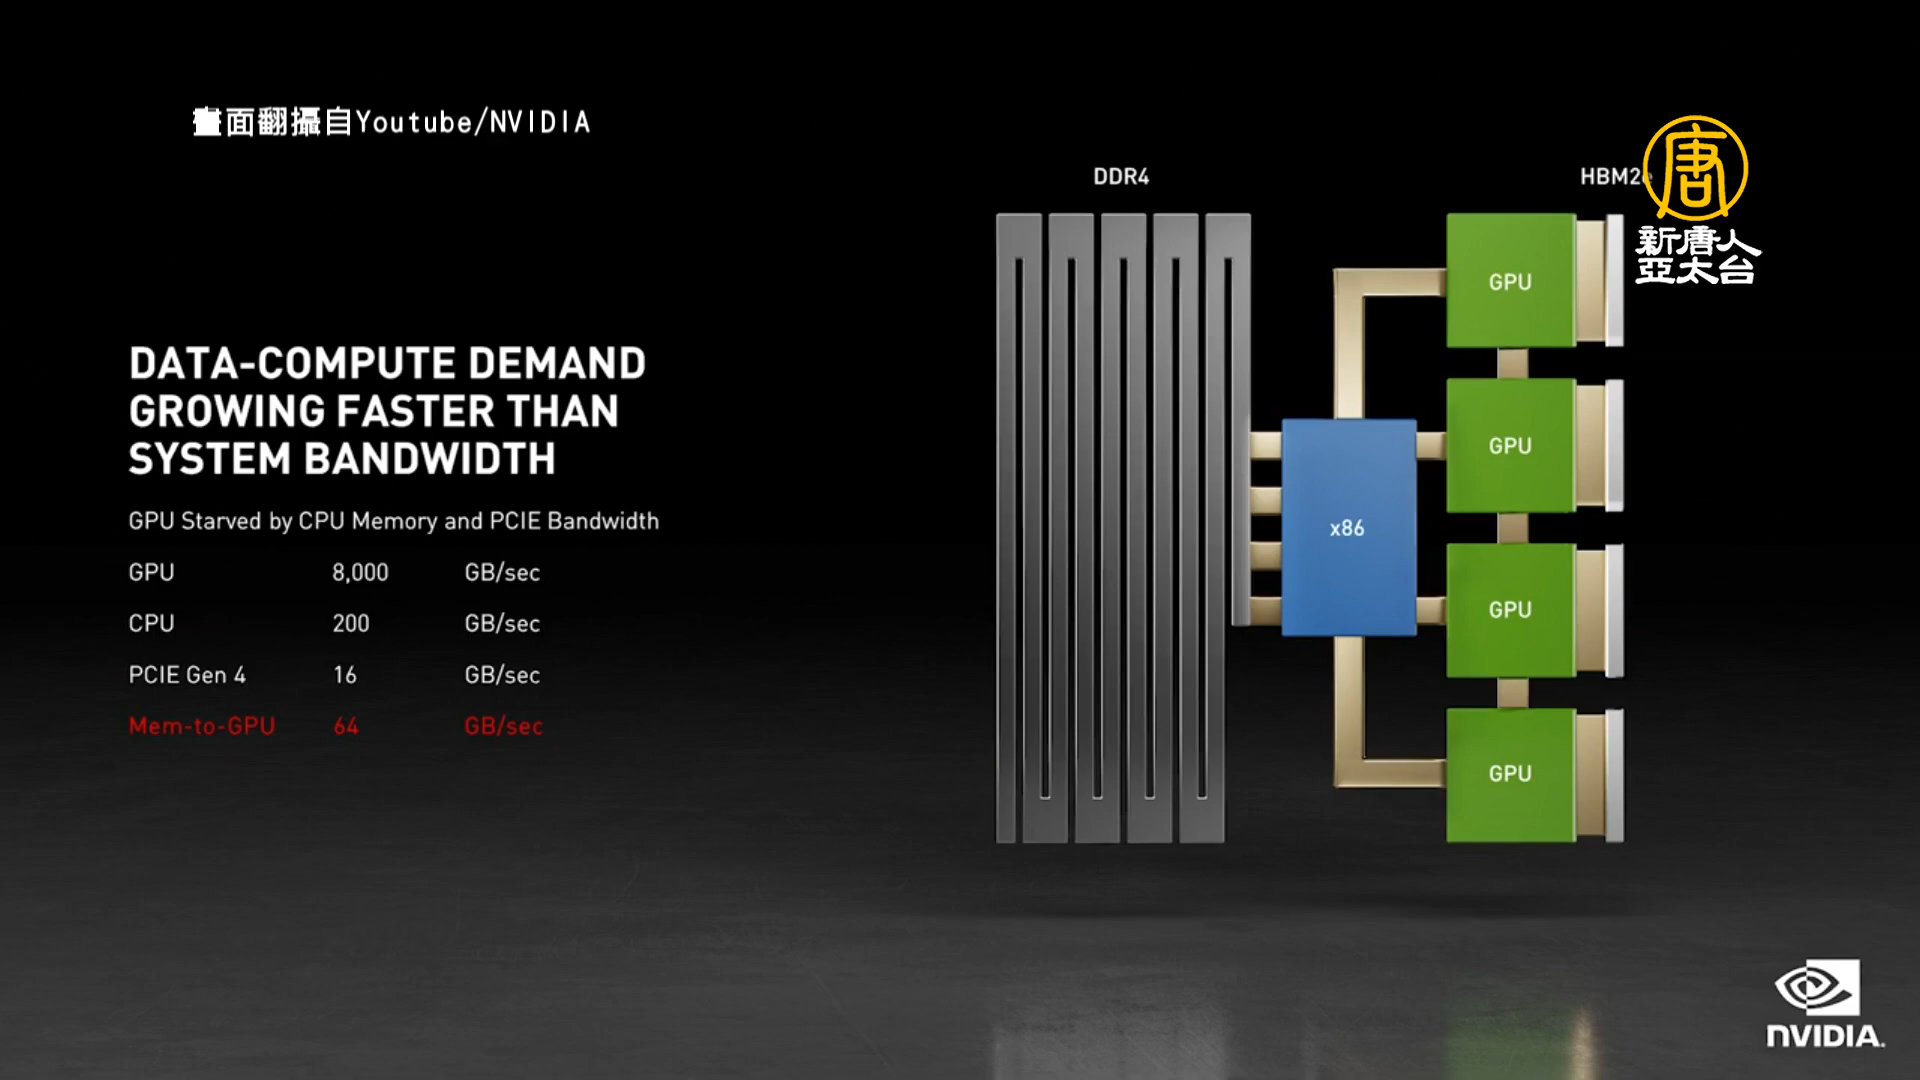 畫面翻攝自Youtube/NVIDIA
DDR4
HBM2e
唐
新唐人
亞太台
DATA-COMPUTE DEMAND
GROWING FASTER THAN
SYSTEM BANDWIDTH
GPU Starved by CPU Memory and PCIE Bandwidth
GPU 8,000 GB/sec
CPU 200 GB/sec
PCIE Gen 4 16 GB/sec
Mem-to-GPU 64 GB/sec
x86
GPU
GPU
GPU
GPU
NVIDIA.